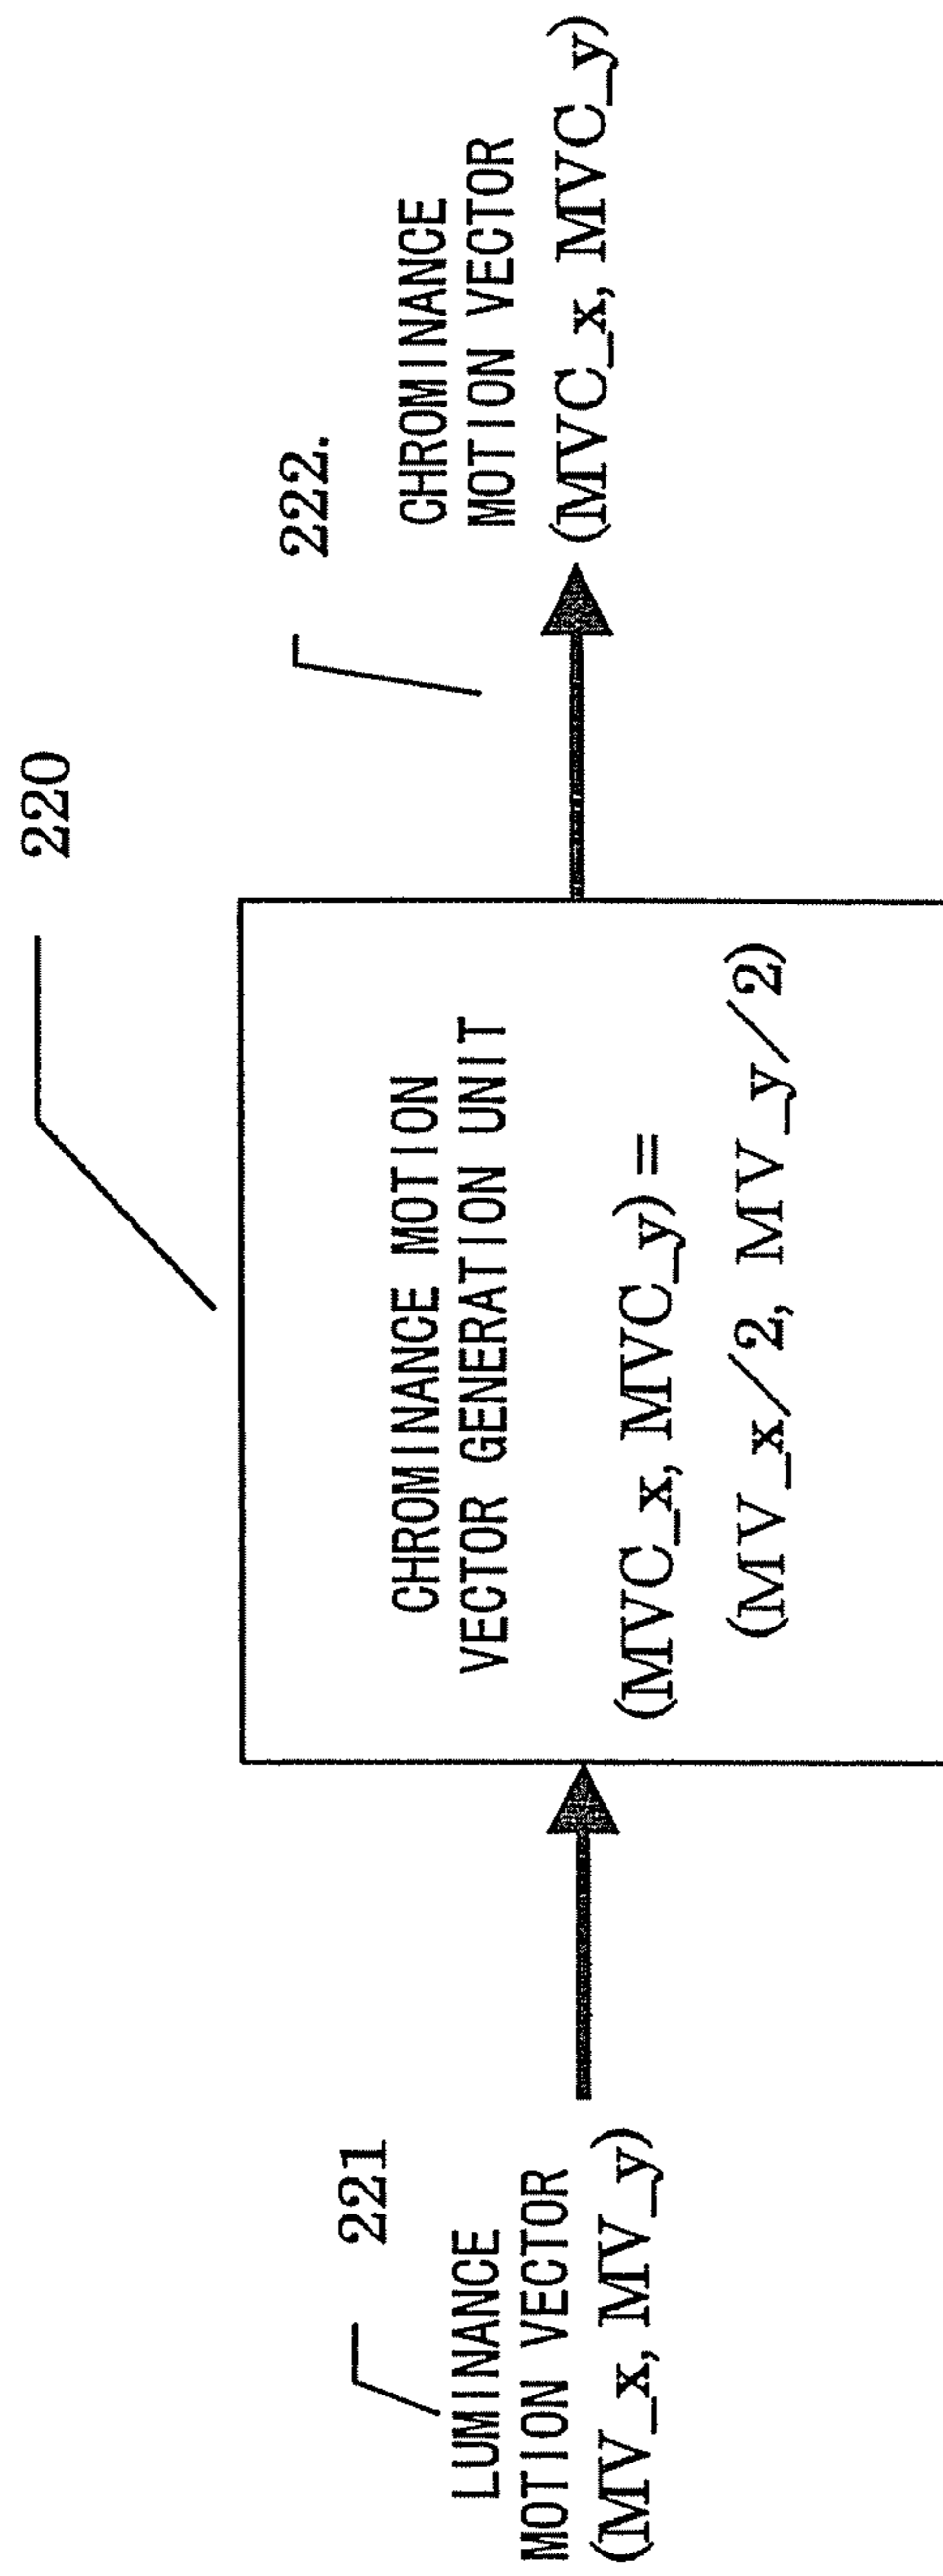 220
221
LUMINANCE
MOTION VECTOR
(MV_x, MV_y)
CHROMINANCE MOTION
VECTOR GENERATION UNIT
(MVC_x, MVC_y) =
(MV_x/2, MV_y/2)
222.
CHROMINANCE
MOTION VECTOR
(MVC_x, MVC_y)